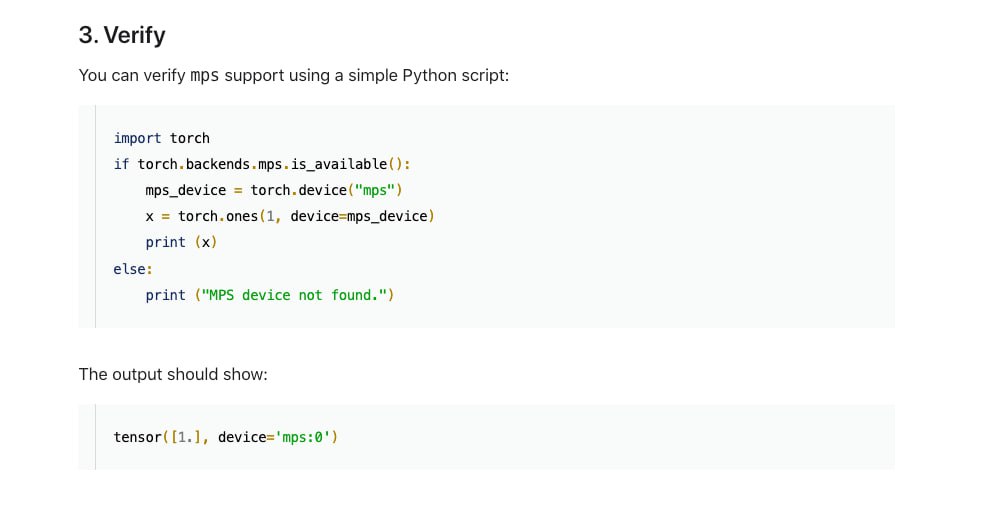 3. Verify
You can verify mps support using a simple Python script:
import torch
if torch.backends.mps.is_available():
    mps_device = torch.device("mps")
    x = torch.ones(1, device=mps_device)
    print (x)
else:
    print ("MPS device not found.")
The output should show:
tensor([1.], device='mps:0')